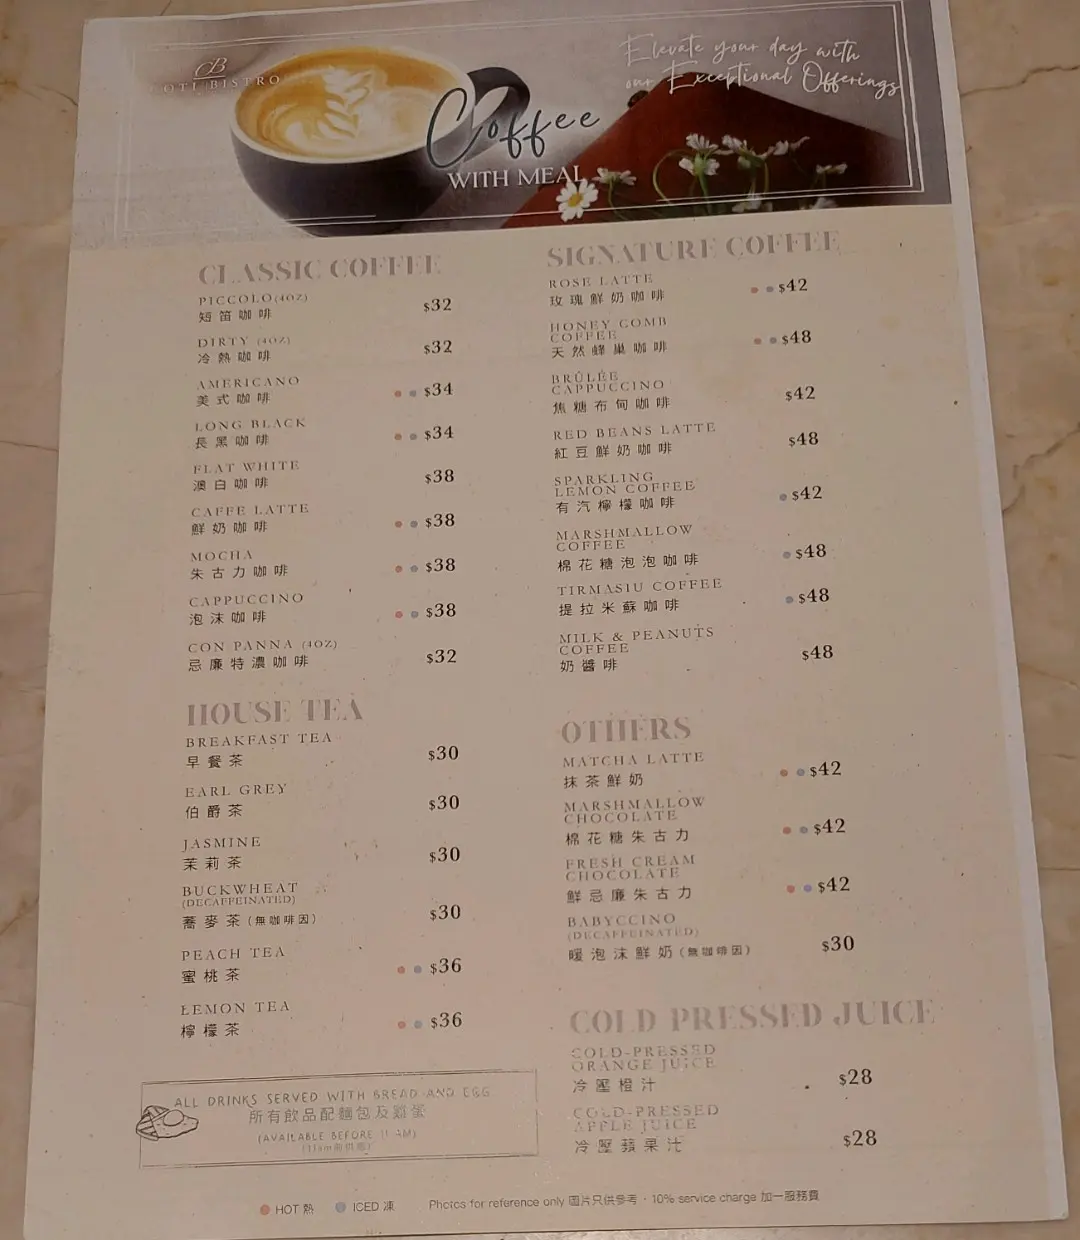 CB
COTI BISTRO
Elevate your day with
our Exceptional Offerings
Coffee
WITH MEAL
CLASSIC COFFEE
PICCOLO(4OZ)
短笛咖啡
$32
DIRTY (4OZ)
冷熱咖啡
$32
AMERICANO
美式咖啡
$34
LONG BLACK
長黑咖啡
$34
FLAT WHITE
澳白咖啡
$38
CAFFE LATTE
鮮奶咖啡
$38
MOCHA
朱古力咖啡
$38
CAPPUCCINO
泡沫咖啡
$38
CON PANNA (4OZ)
忌廉特濃咖啡
$32
HOUSE TEA
BREAKFAST TEA
早餐茶
$30
EARL GREY
伯爵茶
$30
JASMINE
茉莉茶
$30
BUCKWHEAT
(DECAFFEINATED)
蕎麥茶(無咖啡因)
$30
PEACH TEA
蜜桃茶
$36
LEMON TEA
檸檬茶
$36
ALL DRINKS SERVED WITH BREAD AND EGG
所有飲品配麵包及雞蛋
(AVAILABLE BEFORE 11 AM)
(11am前供應)
SIGNATURE COFFEE
ROSE LATTE
玫瑰鮮奶咖啡
$42
HONEY COMB
COFFEE
天然蜂巢咖啡
$48
BRÛLÉE
CAPPUCCINO
焦糖布甸咖啡
$42
RED BEANS LATTE
紅豆鮮奶咖啡
$48
SPARKLING
LEMON COFFEE
有汽檸檬咖啡
$42
MARSHMALLOW
COFFEE
棉花糖泡泡咖啡
$48
TIRMASIU COFFEE
提拉米蘇咖啡
$48
MILK & PEANUTS
COFFEE
奶醬啡
$48
OTHERS
MATCHA LATTE
抹茶鮮奶
$42
MARSHMALLOW
CHOCOLATE
棉花糖朱古力
$42
FRESH CREAM
CHOCOLATE
鮮忌廉朱古力
$42
BABYCCINO
(DECAFFEINATED)
暖泡沫鮮奶(無咖啡因)
$30
COLD PRESSED JUICE
COLD-PRESSED
ORANGE JUICE
冷壓橙汁
$28
COLD-PRESSED
APPLE JUICE
冷壓蘋果汁
$28
HOT 熱 ICED 凍 Photos for reference only 圖片只供參考 · 10% service charge 加一服務費